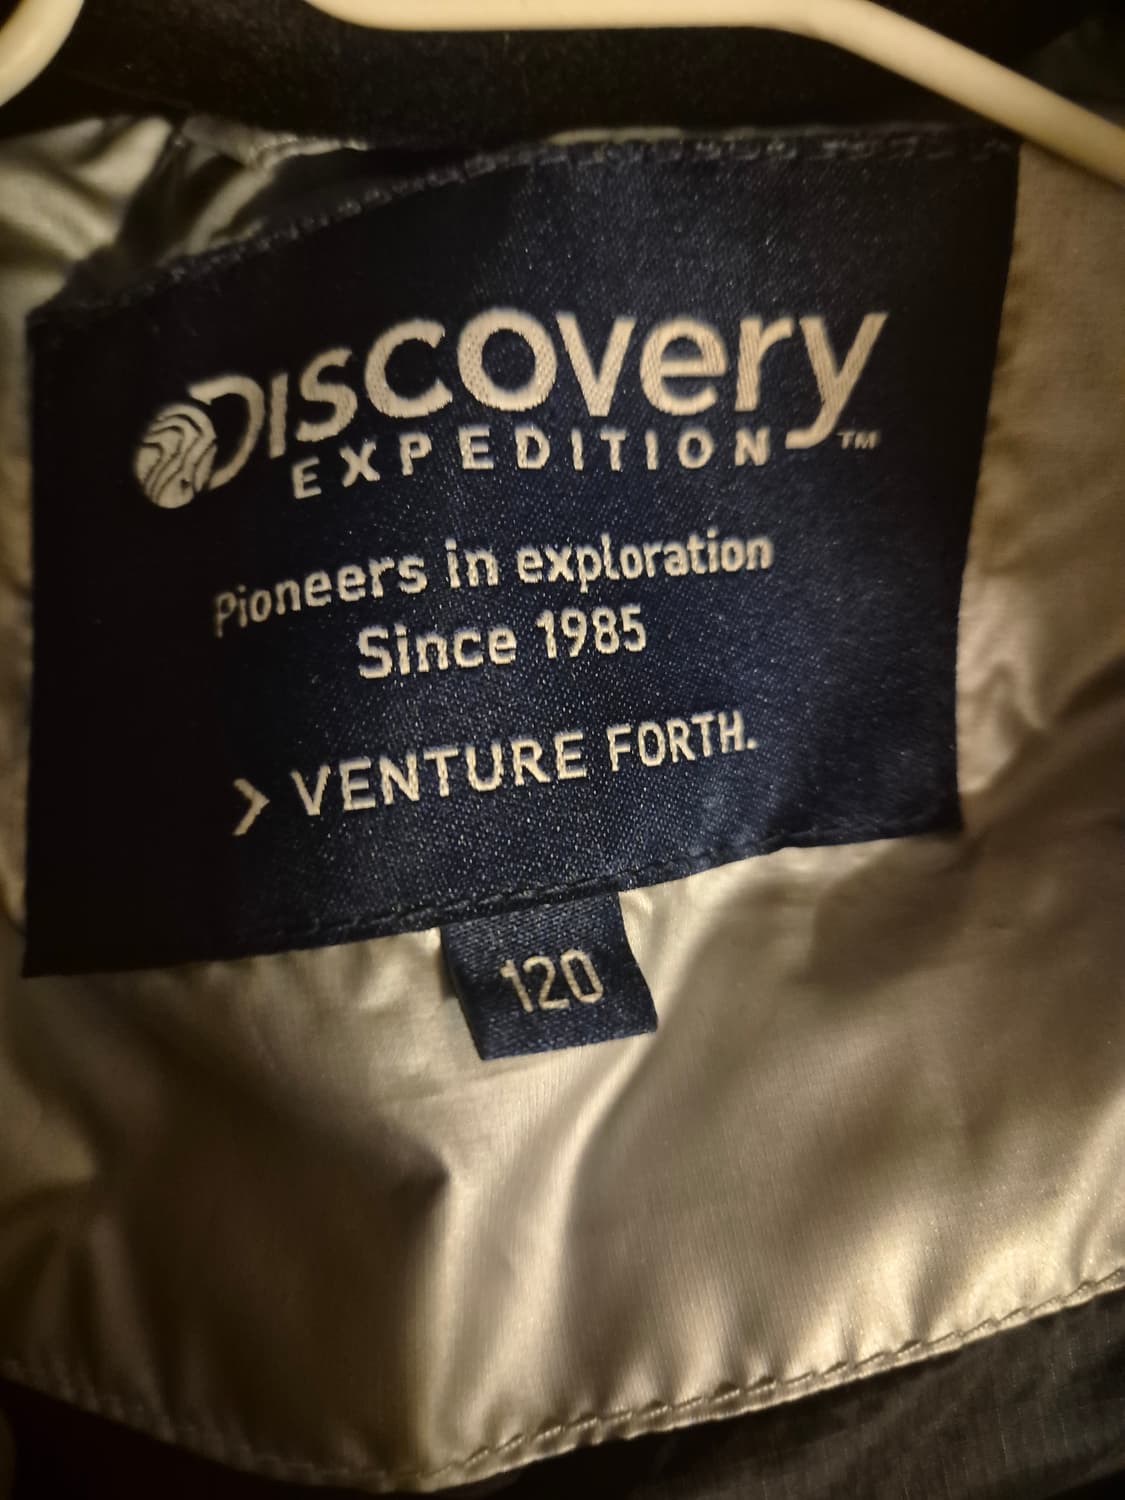 DISCOvery
EXPEDITION™
Pioneers in exploration
Since 1985
> VENTURE FORTH.
120